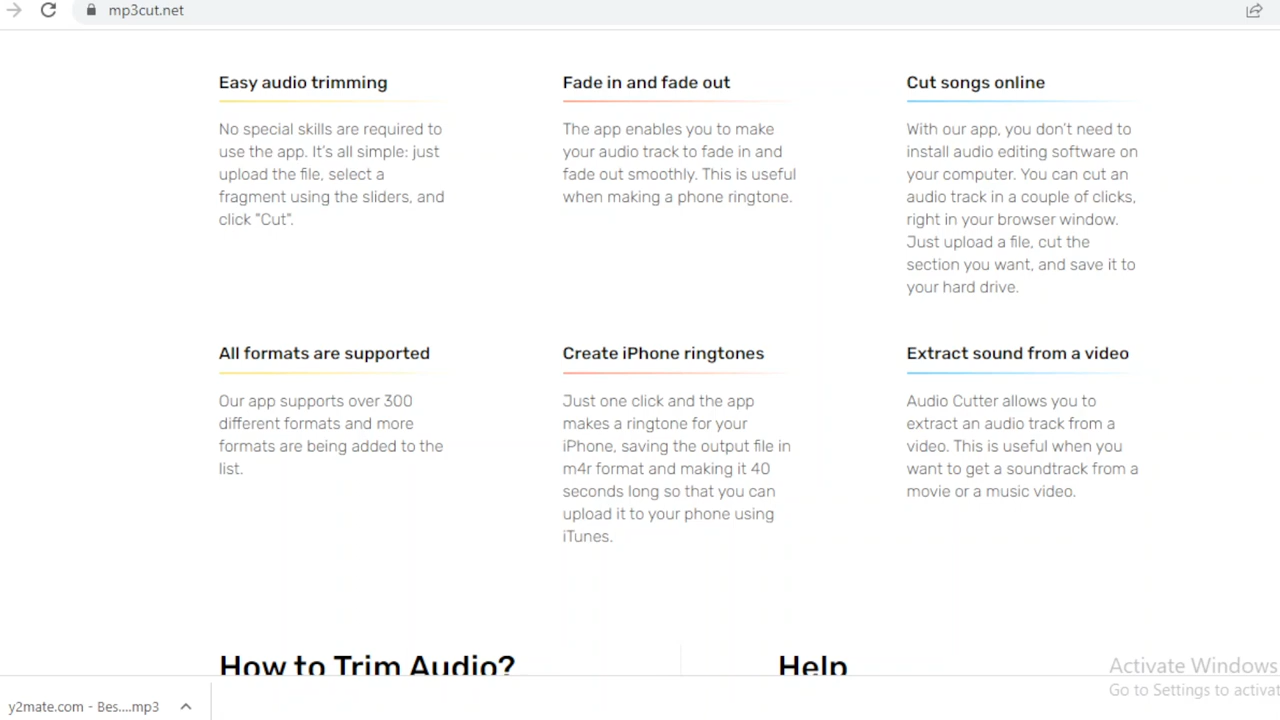 mp3cut.net
Easy audio trimming
No special skills are required to
use the app. It's all simple: just
upload the file, select a
fragment using the sliders, and
click "Cut".
Fade in and fade out
The app enables you to make
your audio track to fade in and
fade out smoothly. This is useful
when making a phone ringtone.
Cut songs online
With our app, you don't need to
install audio editing software on
your computer. You can cut an
audio track in a couple of clicks,
right in your browser window.
Just upload a file, cut the
section you want, and save it to
your hard drive.
All formats are supported
Our app supports over 300
different formats and more
formats are being added to the
list.
Create iPhone ringtones
Just one click and the app
makes a ringtone for your
iPhone, saving the output file in
m4r format and making it 40
seconds long so that you can
upload it to your phone using
iTunes.
Extract sound from a video
Audio Cutter allows you to
extract an audio track from a
video. This is useful when you
want to get a soundtrack from a
movie or a music video.
How to Trim Audio?
Help
Activate Windows
Go to Settings to activat
y2mate.com - Bes....mp3